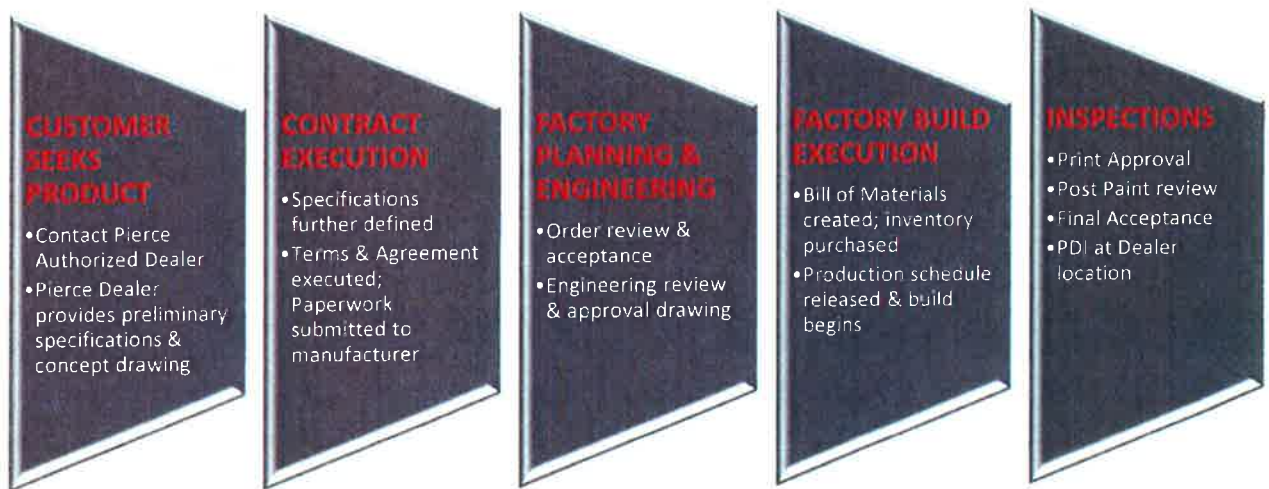 CUSTOMER
SEEKS
PRODUCT
•Contact Pierce
Authorized Dealer
•Pierce Dealer
provides preliminary
specifications &
concept drawing
CONTRACT
EXECUTION
•Specifications
further defined
•Terms & Agreement
executed;
Paperwork
submitted to
manufacturer
FACTORY
PLANNING &
ENGINEERING
•Order review &
acceptance
•Engineering review
& approval drawing
FACTORY BUILD
EXECUTION
•Bill of Materials
created; inventory
purchased
•Production schedule
released & build
begins
INSPECTIONS
•Print Approval
•Post Paint review
•Final Acceptance
•PDI at Dealer
location